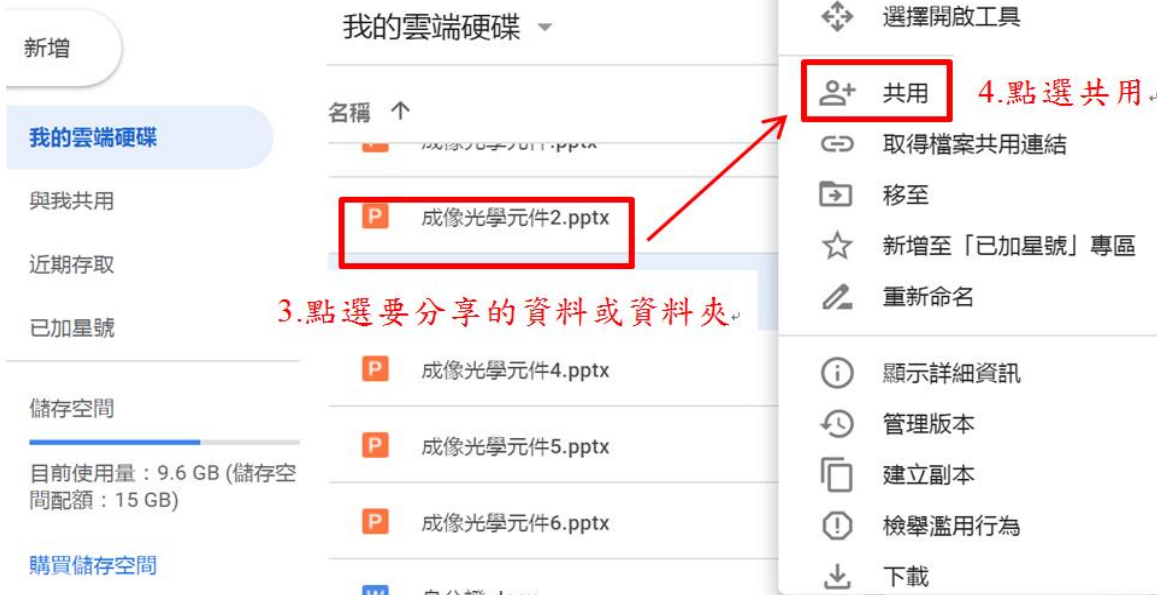 新增
我的雲端硬碟
與我共用
近期存取
已加星號
儲存空間
目前使用量：9.6 GB (儲存空
間配額：15 GB)
購買儲存空間
我的雲端硬碟
名稱
成像光學元件2.pptx
3.點選要分享的資料或資料夾
成像光學元件4.pptx
成像光學元件5.pptx
成像光學元件6.pptx
選擇開啟工具
共用
4.點選共用
取得檔案共用連結
移至
新增至「已加星號」專區
重新命名
顯示詳細資訊
管理版本
建立副本
檢舉濫用行為
下載